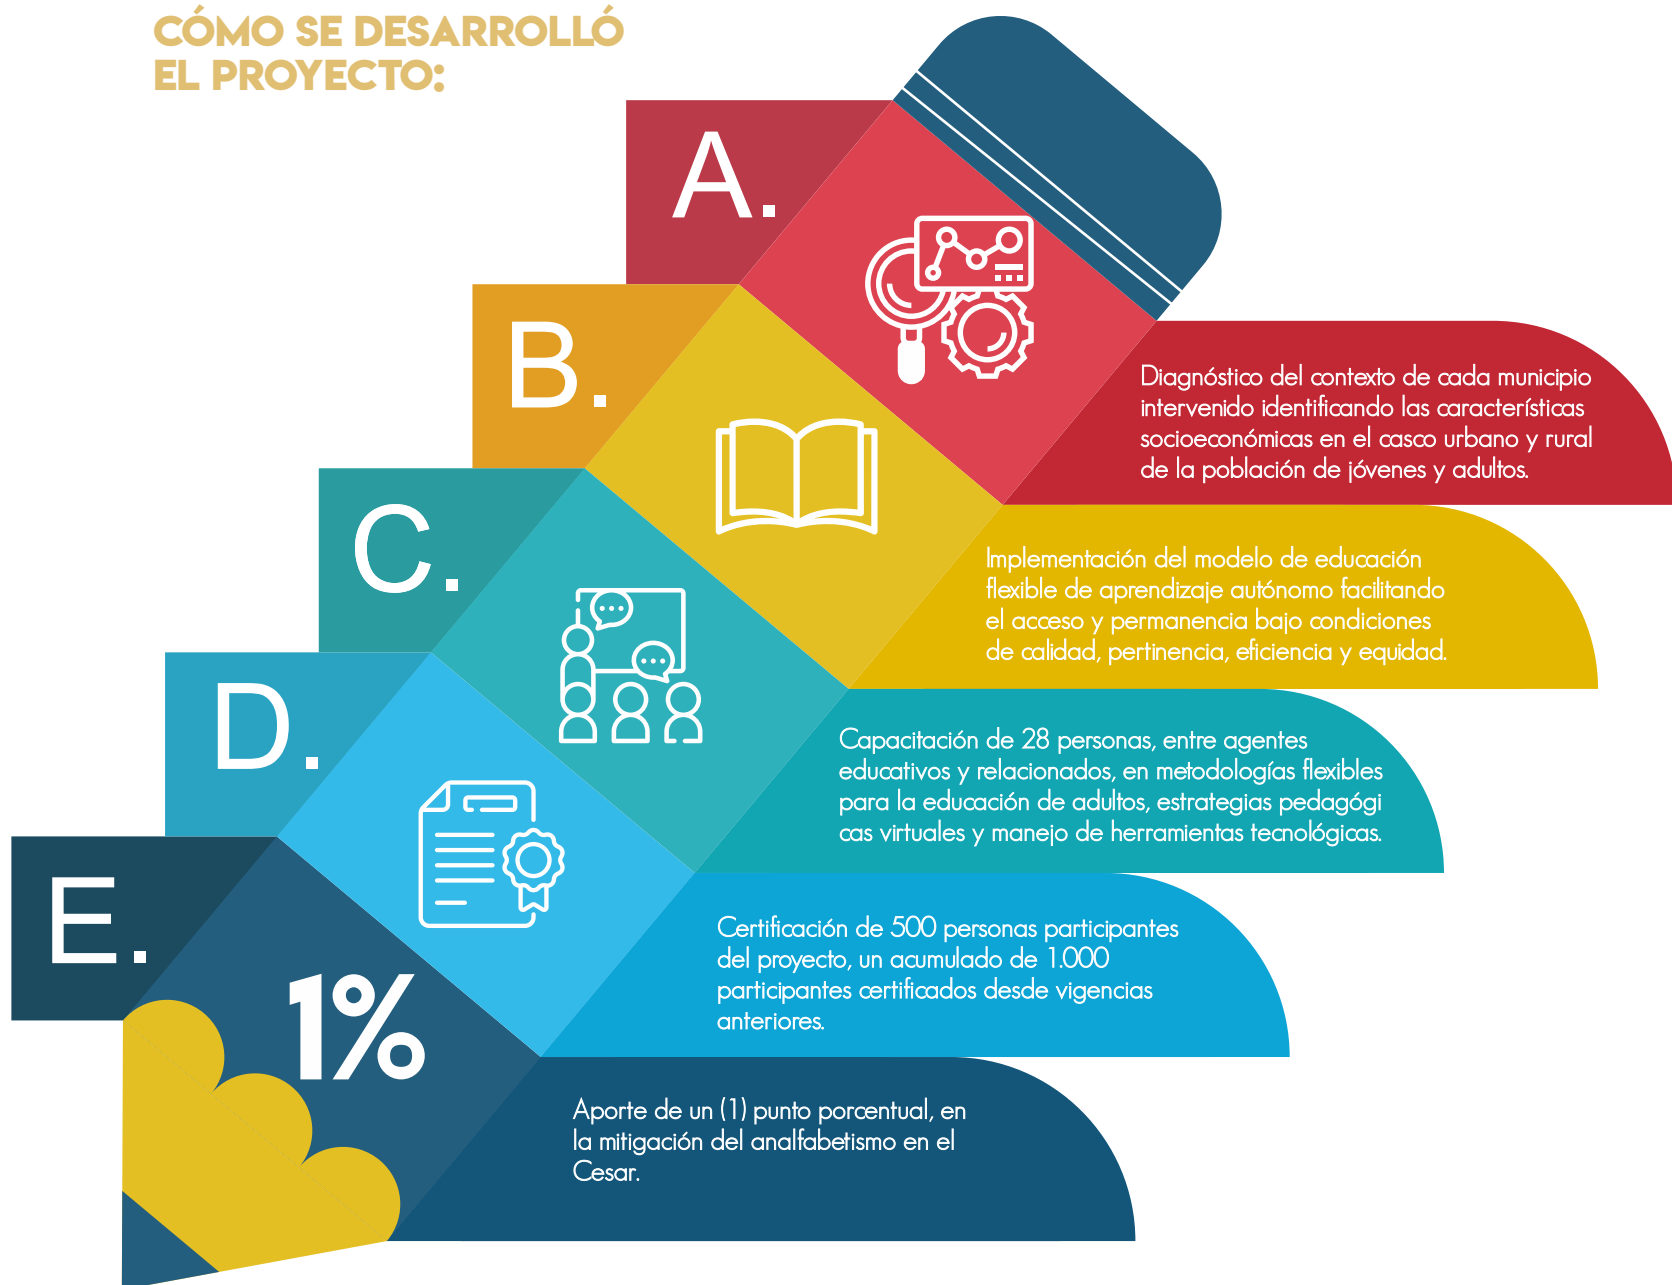 CÓMO SE DESARROLLÓ
EL PROYECTO:
A.
Diagnóstico del contexto de cada municipio
intervenido identificando las características
socioeconómicas en el casco urbano y rural
de la población de jóvenes y adultos.
B.
Implementación del modelo de educación
flexible de aprendizaje autónomo facilitando
el acceso y permanencia bajo condiciones
de calidad, pertinencia, eficiencia y equidad.
C.
Capacitación de 28 personas, entre agentes
educativos y relacionados, en metodologías flexibles
para la educación de adultos, estrategias pedagógi
cas virtuales y manejo de herramientas tecnológicas.
D.
Certificación de 500 personas participantes
del proyecto, un acumulado de 1.000
participantes certificados desde vigencias
anteriores.
E.
1%
Aporte de un (1) punto porcentual, en
la mitigación del analfabetismo en el
Cesar.